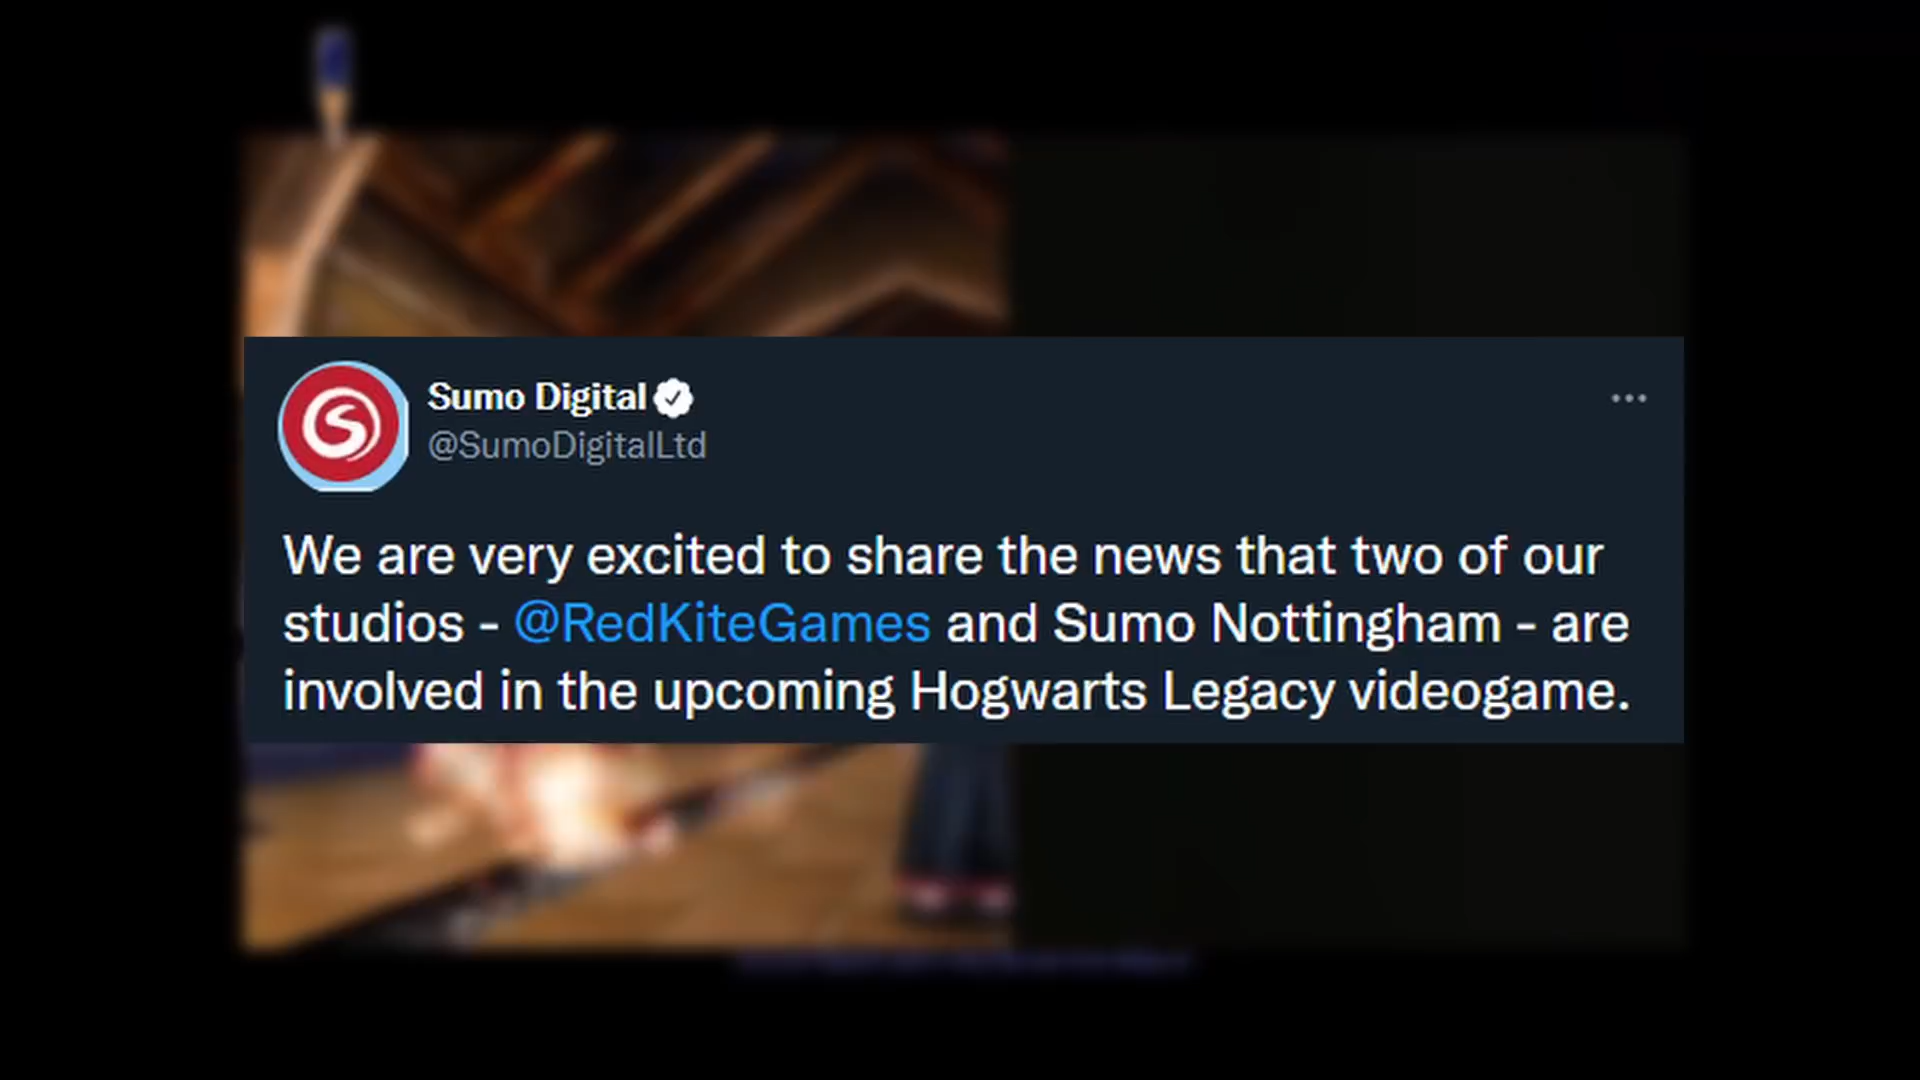 Sumo Digital
@SumoDigitalLtd
We are very excited to share the news that two of our
studios - @RedKiteGames and Sumo Nottingham - are
involved in the upcoming Hogwarts Legacy videogame.